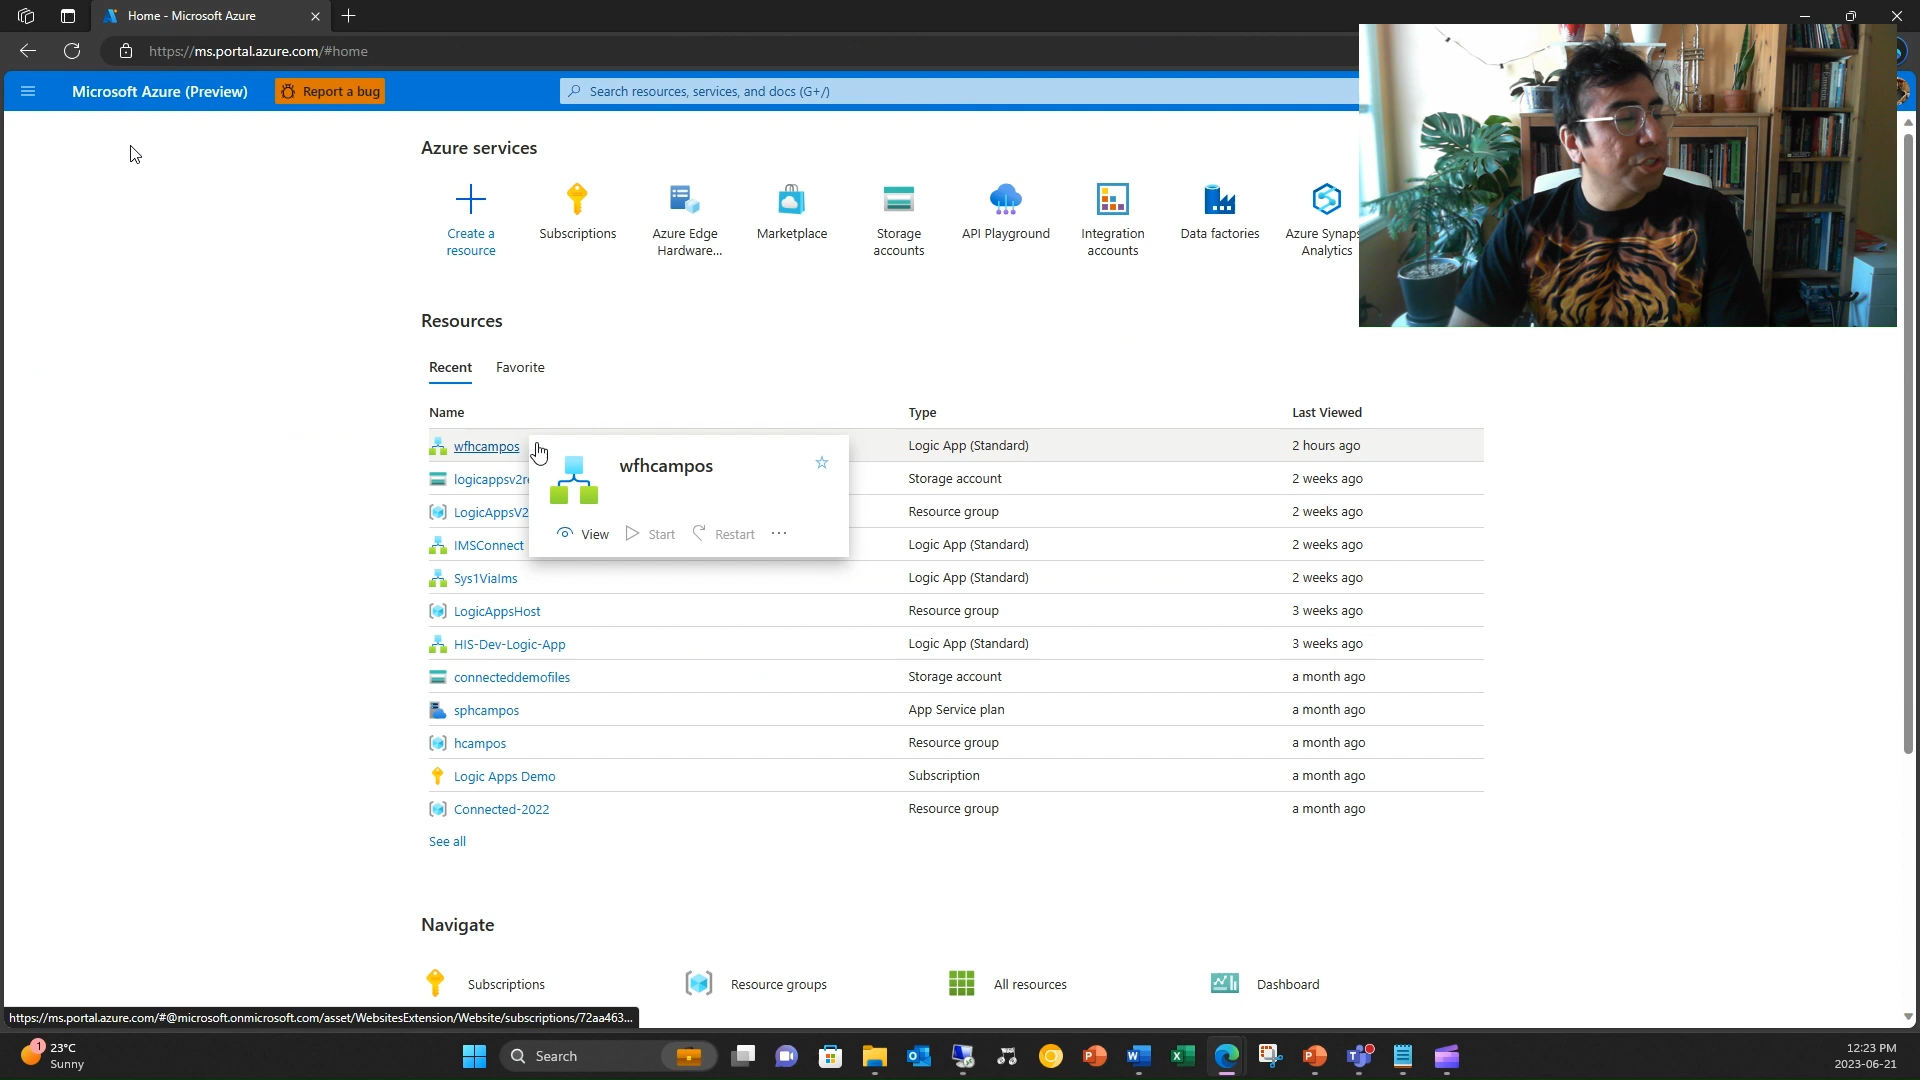 Home - Microsoft Azure
https://ms.portal.azure.com/#home
Microsoft Azure (Preview)
Report a bug
Search resources, services, and docs (G+/)
Azure services
Create a
resource
Subscriptions
Azure Edge
Hardware...
Marketplace
Storage
accounts
API Playground
Integration
accounts
Data factories
Azure Synaps
Analytics
Resources
Recent
Favorite
Name
Type
Last Viewed
wfhcampos
Logic App (Standard)
2 hours ago
wfhcampos
View
Start
Restart
...
logicappsv2r
Storage account
2 weeks ago
LogicAppsV2
Resource group
2 weeks ago
IMSConnect
Logic App (Standard)
2 weeks ago
Sys1ViaIms
Logic App (Standard)
2 weeks ago
LogicAppsHost
Resource group
3 weeks ago
HIS-Dev-Logic-App
Logic App (Standard)
3 weeks ago
connecteddemofiles
Storage account
a month ago
sphcampos
App Service plan
a month ago
hcampos
Resource group
a month ago
Logic Apps Demo
Subscription
a month ago
Connected-2022
Resource group
a month ago
See all
Navigate
Subscriptions
Resource groups
All resources
Dashboard
https://ms.portal.azure.com/#@microsoft.onmicrosoft.com/asset/WebsitesExtension/Website/subscriptions/72aa463...
1
23°C
Sunny
Search
12:23 PM
2023-06-21